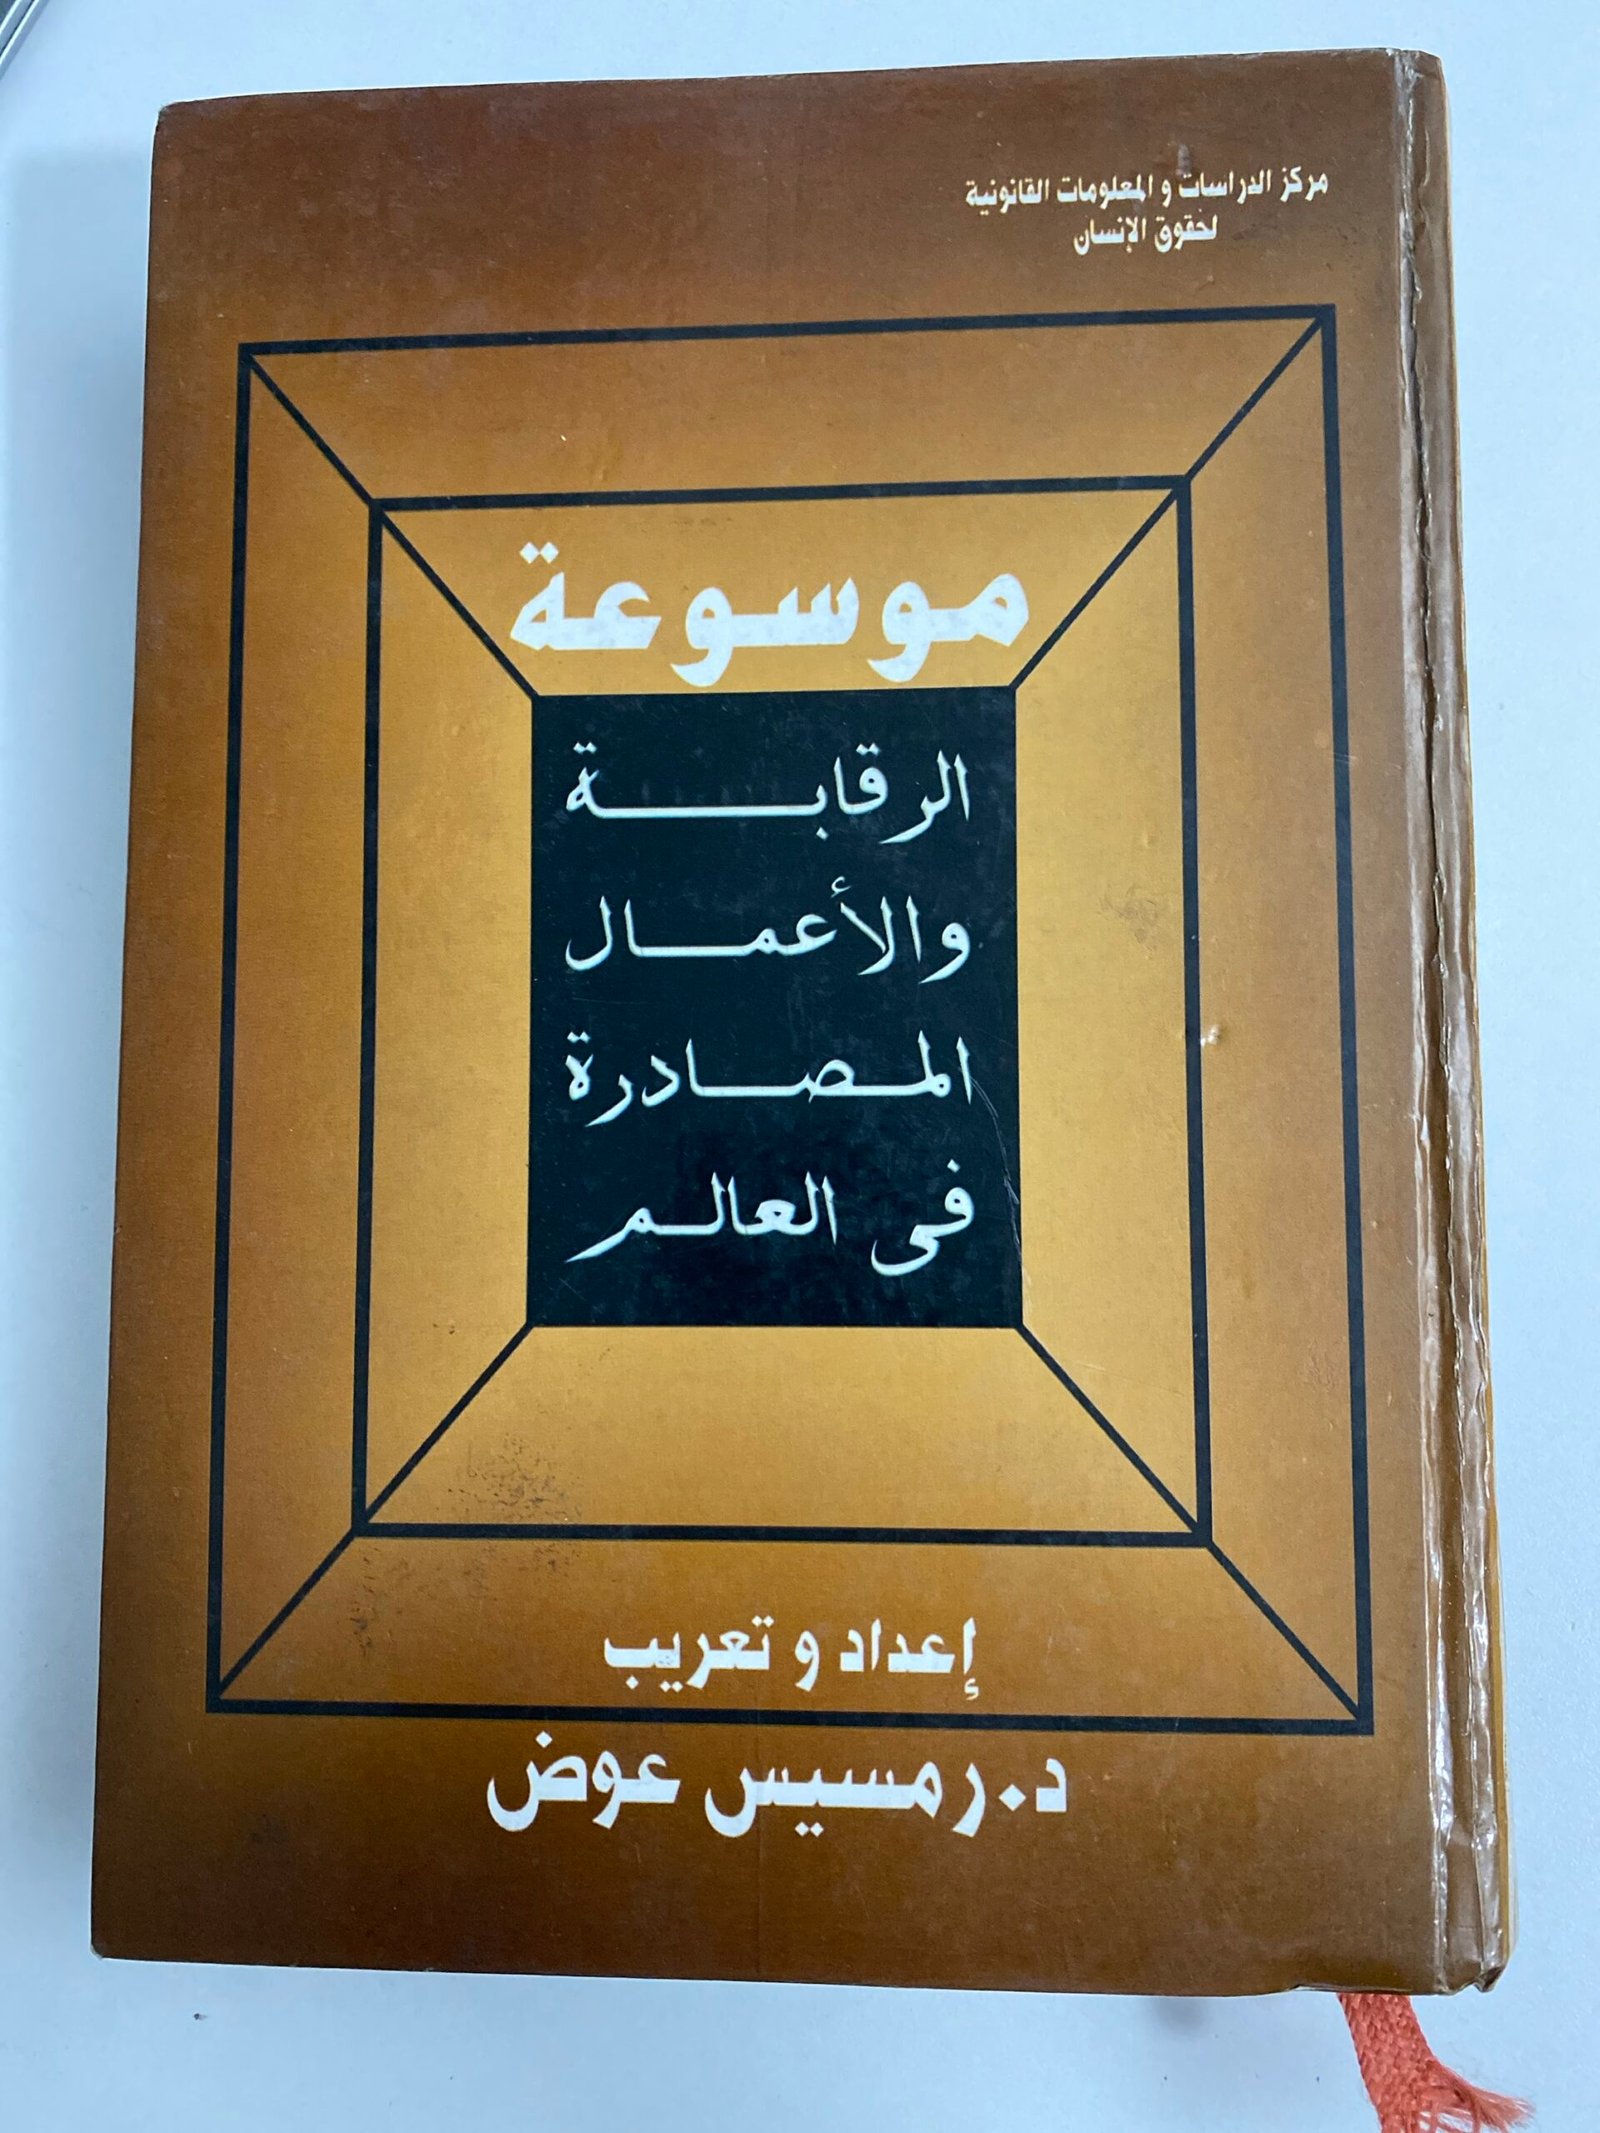 مركز الدراسات و المعلومات القانونية
لحقوق الإنسان
موسوعة
الرقابة
والأعمال
المصادرة
فى العالم
إعداد و تعريب
د. رمسيس عوض